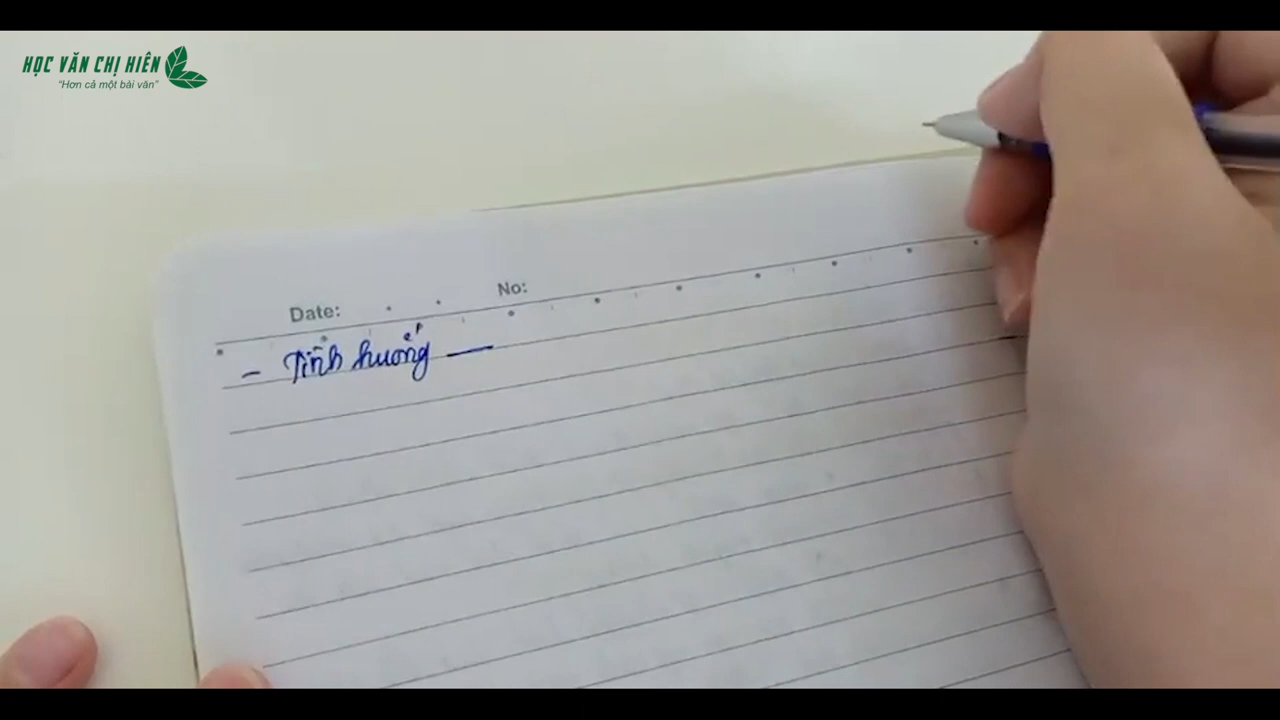 HỌC VĂN CHỊ HIÊN
"Hơn cả một bài văn"
Date: No:
- Tình huống —